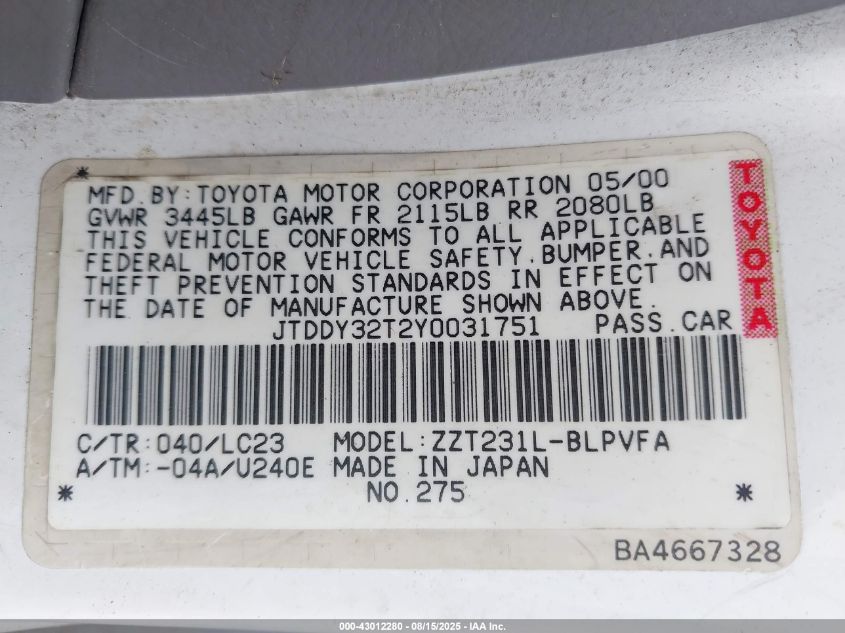 MFD.BY:TOYOTA MOTOR CORPORATION 05/00
GVWR 3445LB GAWR FR 2115LB RR 2080LB
THIS VEHICLE CONFORMS TO ALL APPLICABLE
FEDERAL MOTOR VEHICLE SAFETY.BUMPER.AND
THEFT PREVENTION STANDARDS IN EFFECT ON
THE DATE OF MANUFACTURE SHOWN ABOVE.
JTDDY32T2Y0031751 PASS.CAR
TOYOTA
C/TR:040/LC23 MODEL:ZZT231L-BLPVFA
A/TM:-04A/U240E MADE IN JAPAN
NO.275
BA4667328
000-43012280 - 08/15/2025 - IAA Inc.